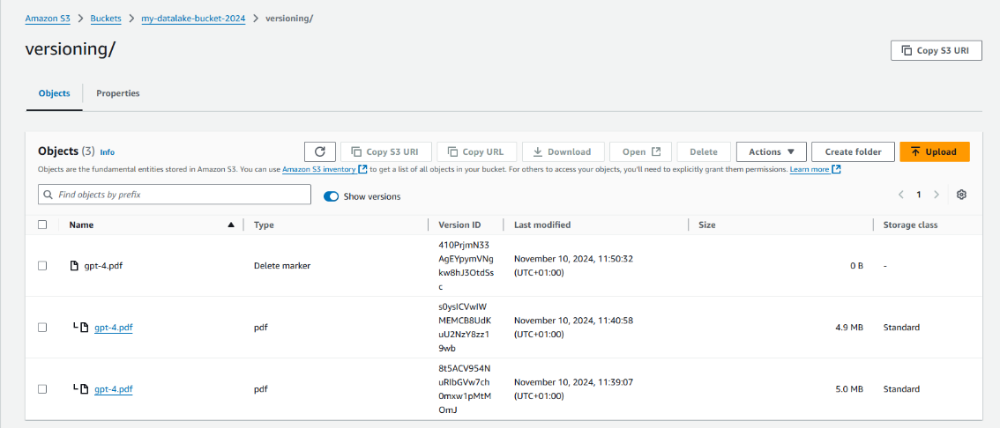 Amazon S3 > Buckets > my-datalake-bucket-2024 > versioning/
versioning/
Copy S3 URI
Objects Properties
Objects (3) Info
Copy S3 URI Copy URL Download Open Delete Actions Create folder Upload
Objects are the fundamental entities stored in Amazon S3. You can use Amazon S3 inventory to get a list of all objects in your bucket. For others to access your objects, you'll need to explicitly grant them permissions. Learn more
Find objects by prefix Show versions 1
Name Type Version ID Last modified Size Storage class
gpt-4.pdf Delete marker 410PrjmN33AgEYpymVNgkw8hJ3OtdSsc November 10, 2024, 11:50:32 (UTC+01:00) 0 B -
gpt-4.pdf pdf s0ysICVwIWMEMCB8UdKuU2NzY8zz19wb November 10, 2024, 11:40:58 (UTC+01:00) 4.9 MB Standard
gpt-4.pdf pdf 8t5ACV954NuRIbGVw7ch0mxw1pMtMOmJ November 10, 2024, 11:39:07 (UTC+01:00) 5.0 MB Standard